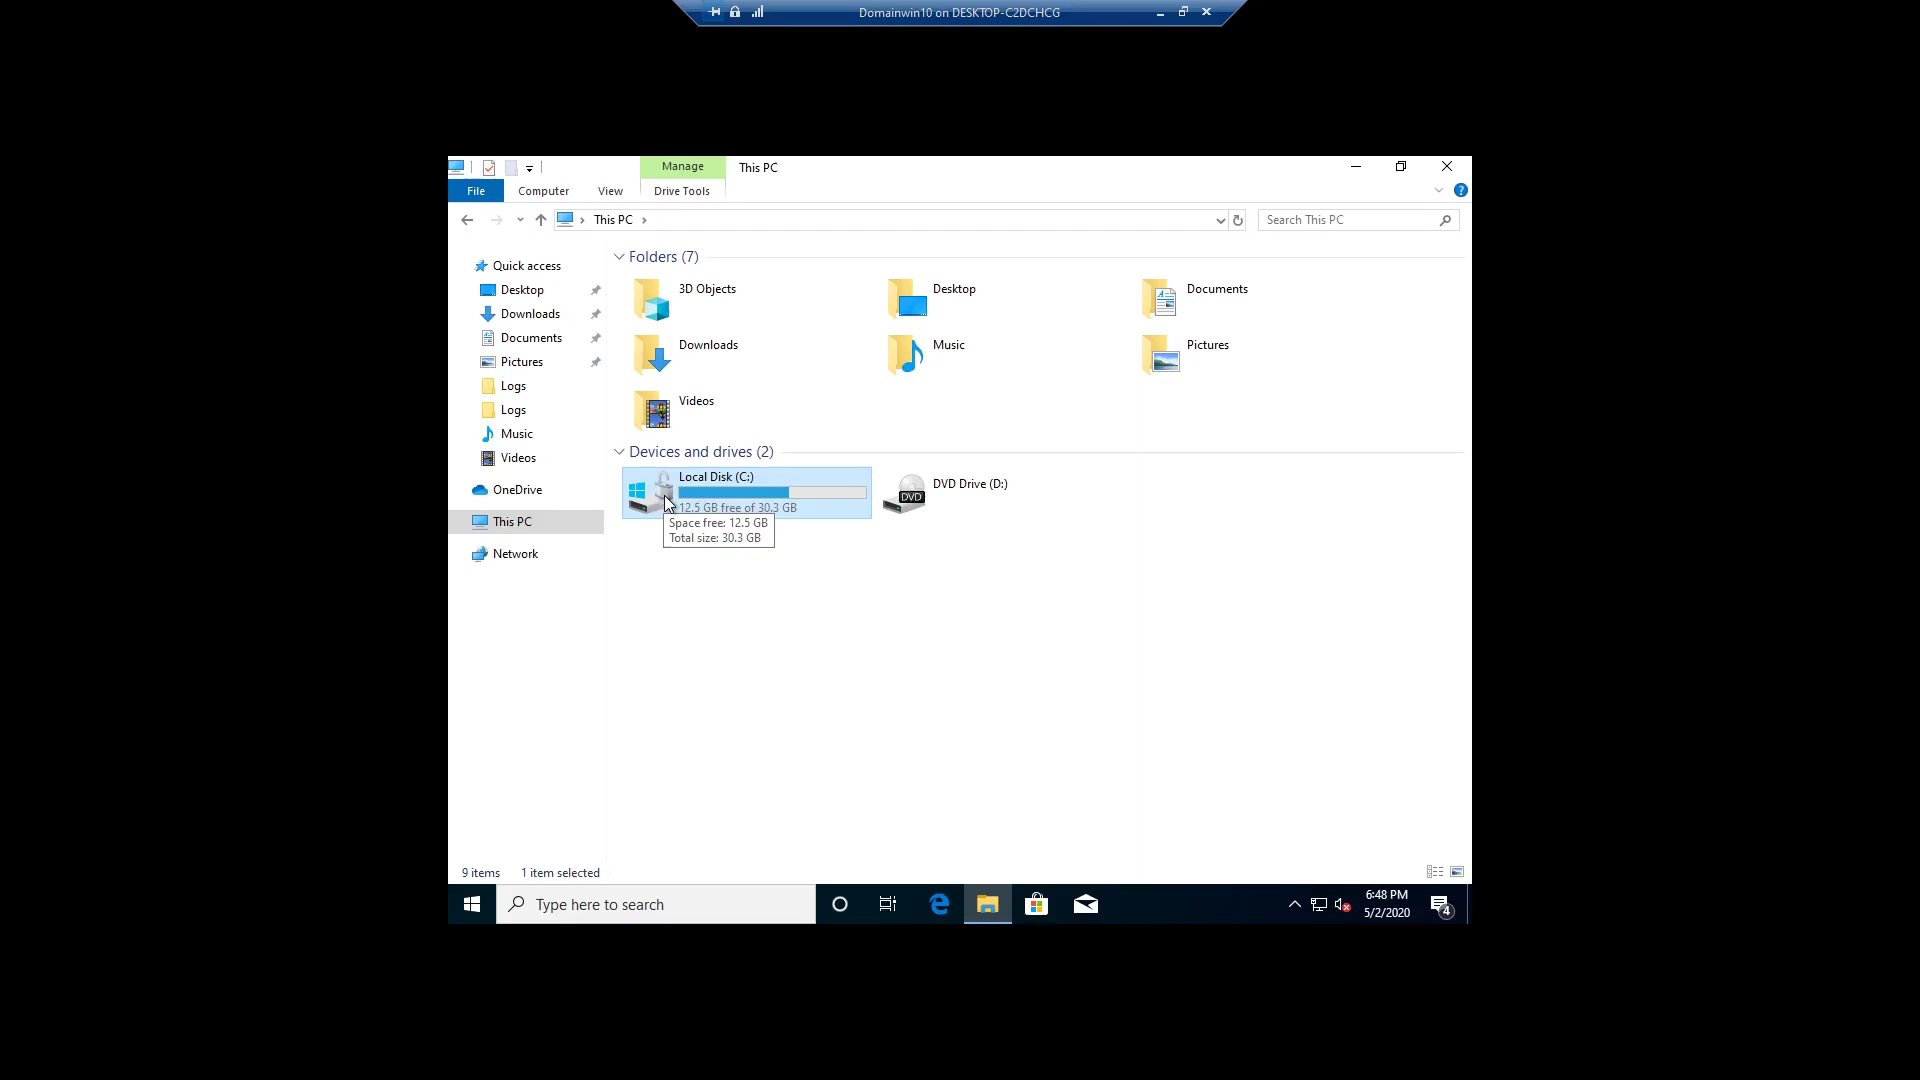 Domainwin10 on DESKTOP-C2DCHCG
Manage
This PC
File
Computer
View
Drive Tools
This PC
Search This PC
Quick access
Desktop
Downloads
Documents
Pictures
Logs
Logs
Music
Videos
OneDrive
This PC
Network
Folders (7)
3D Objects
Desktop
Documents
Downloads
Music
Pictures
Videos
Devices and drives (2)
Local Disk (C:)
12.5 GB free of 30.3 GB
Space free: 12.5 GB
Total size: 30.3 GB
DVD
DVD Drive (D:)
9 items
1 item selected
Type here to search
6:48 PM
5/2/2020
4